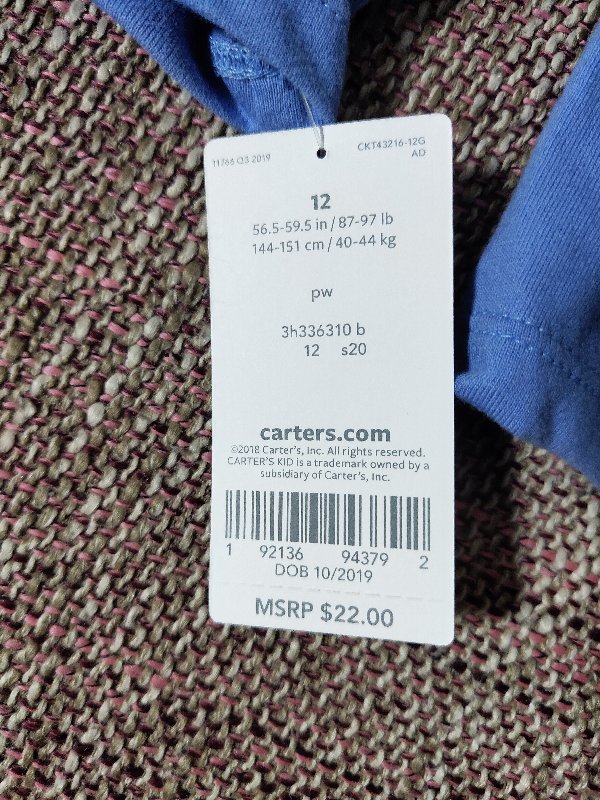 11766 Q3 2019
CKT43216-12G
AD
12
56.5-59.5 in / 87-97 lb
144-151 cm / 40-44 kg
pw
3h336310 b
12 s20
carters.com
©2018 Carter's, Inc. All rights reserved.
CARTER'S KID is a trademark owned by a
subsidiary of Carter's, Inc.
1 92136 94379 2
DOB 10/2019
MSRP $22.00